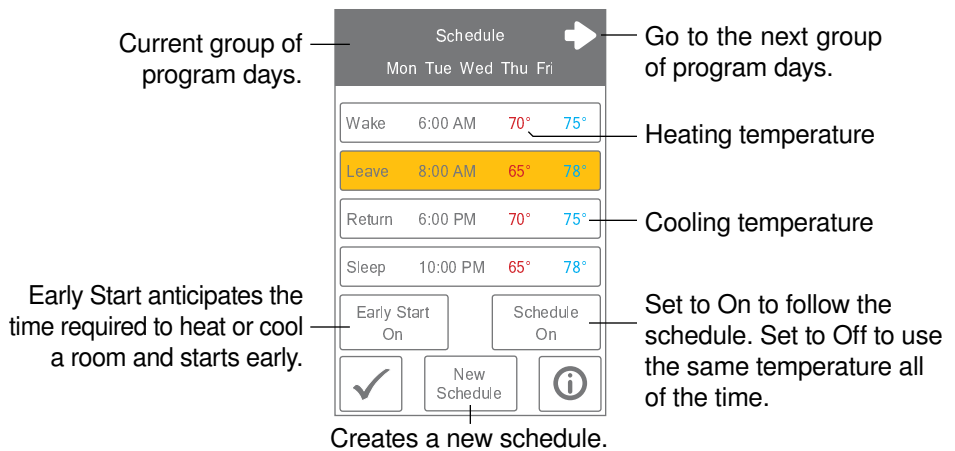 Current group of
program days.
Schedule
Mon Tue Wed Thu Fri
Go to the next group
of program days.
Wake 6:00 AM 70° 75°
Heating temperature
Leave 8:00 AM 65° 78°
Return 6:00 PM 70° 75°
Cooling temperature
Sleep 10:00 PM 65° 78°
Early Start anticipates the
time required to heat or cool
a room and starts early.
Early Start
On
Schedule
On
Set to On to follow the
schedule. Set to Off to use
the same temperature all
of the time.
New
Schedule
Creates a new schedule.